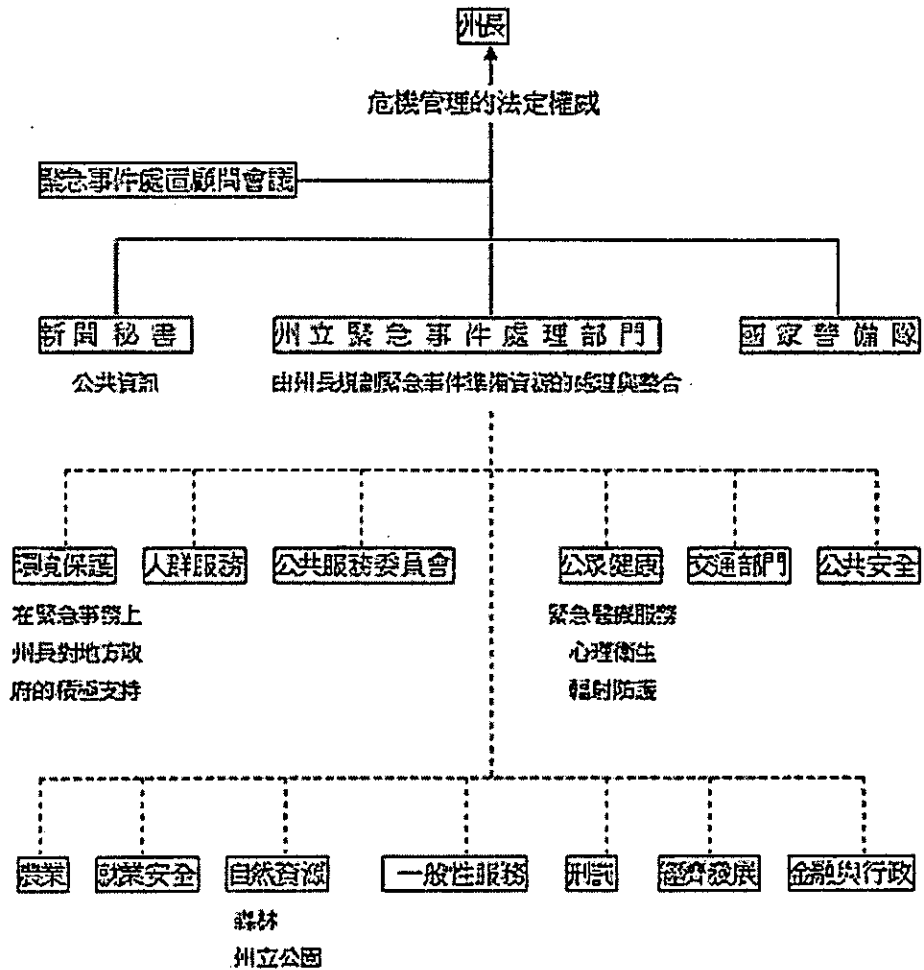 州長
危機管理的法定權威
緊急事件處置顧問會議
新聞秘書
州立緊急事件處理部門
國家警備隊
公共資訊
由州長規劃緊急事件準備資源的處理與整合
環境保護
人群服務
公共服務委員會
公眾健康
交通部門
公共安全
在緊急事務上
州長對地方政
府的積極支持
緊急醫療服務
心理衛生
輻射防護
農業
就業安全
自然資源
一般性服務
經濟發展
金融與行政
森林
州立公園